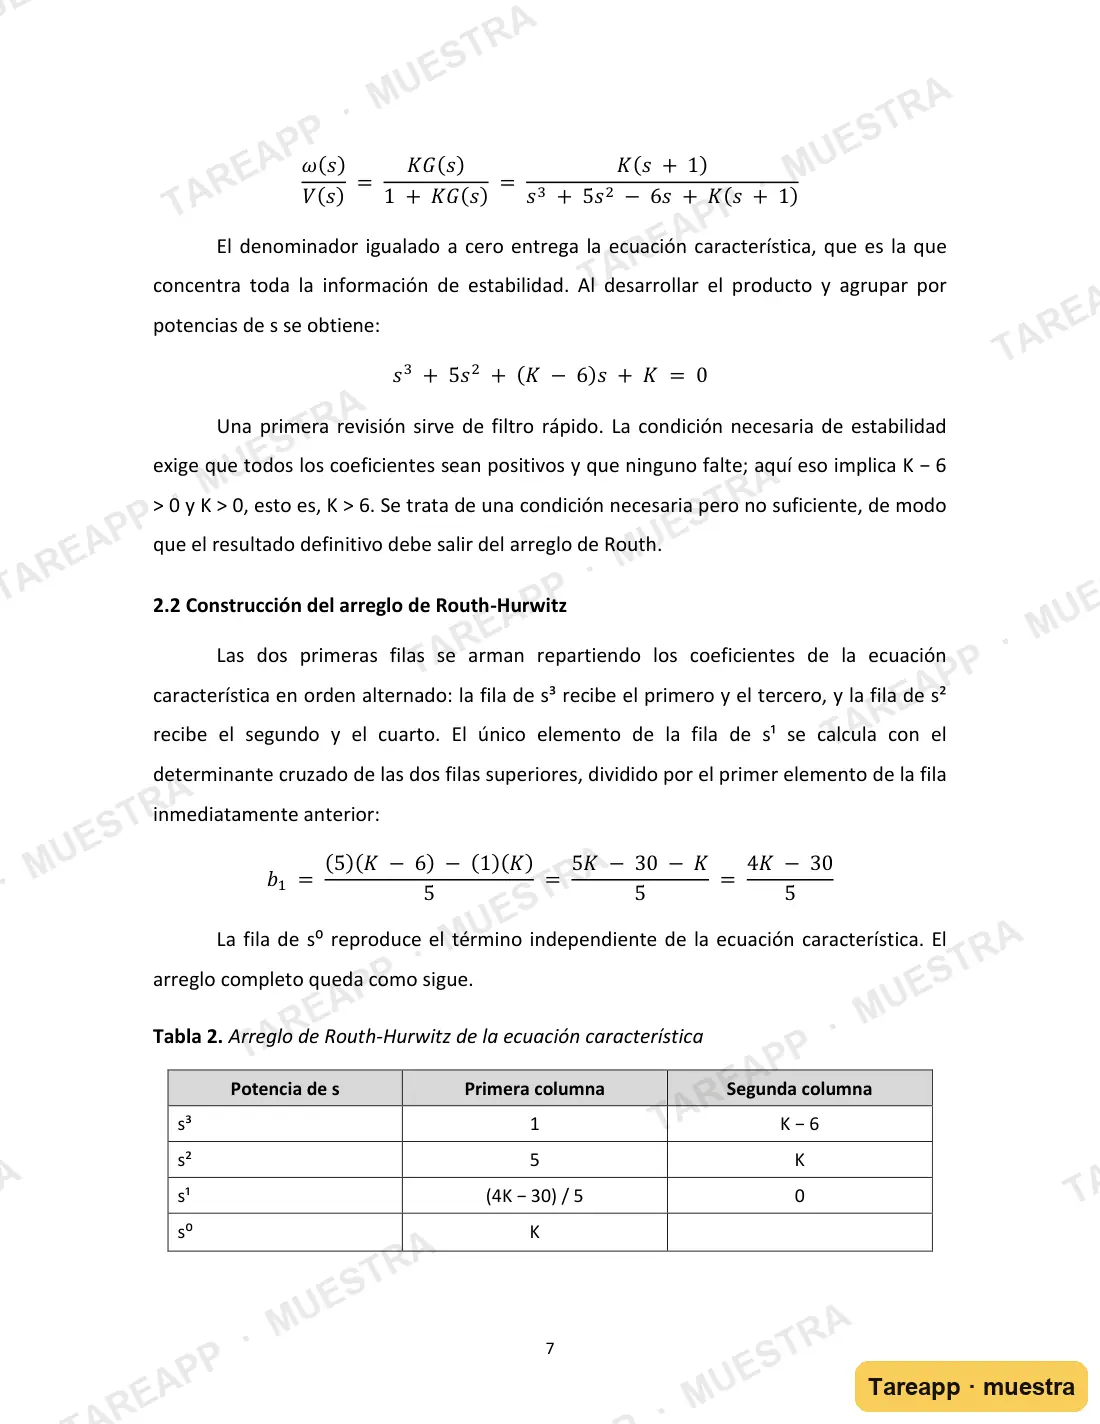 ω(s)/V(s) = KG(s)/(1 + KG(s)) = K(s + 1)/(s³ + 5s² − 6s + K(s + 1))
El denominador igualado a cero entrega la ecuación característica, que es la que
concentra toda la información de estabilidad. Al desarrollar el producto y agrupar por
potencias de s se obtiene:
s³ + 5s² + (K − 6)s + K = 0
Una primera revisión sirve de filtro rápido. La condición necesaria de estabilidad
exige que todos los coeficientes sean positivos y que ninguno falte; aquí eso implica K − 6
> 0 y K > 0, esto es, K > 6. Se trata de una condición necesaria pero no suficiente, de modo
que el resultado definitivo debe salir del arreglo de Routh.
2.2 Construcción del arreglo de Routh-Hurwitz
Las dos primeras filas se arman repartiendo los coeficientes de la ecuación
característica en orden alternado: la fila de s³ recibe el primero y el tercero, y la fila de s²
recibe el segundo y el cuarto. El único elemento de la fila de s¹ se calcula con el
determinante cruzado de las dos filas superiores, dividido por el primer elemento de la fila
inmediatamente anterior:
b₁ = ((5)(K − 6) − (1)(K))/5 = (5K − 30 − K)/5 = (4K − 30)/5
La fila de s⁰ reproduce el término independiente de la ecuación característica. El
arreglo completo queda como sigue.
Tabla 2. Arreglo de Routh-Hurwitz de la ecuación característica
Potencia de s Primera columna Segunda columna
s³ 1 K − 6
s² 5 K
s¹ (4K − 30) / 5 0
s⁰ K
7
Tareapp · muestra
TAREAPP · MUESTRA